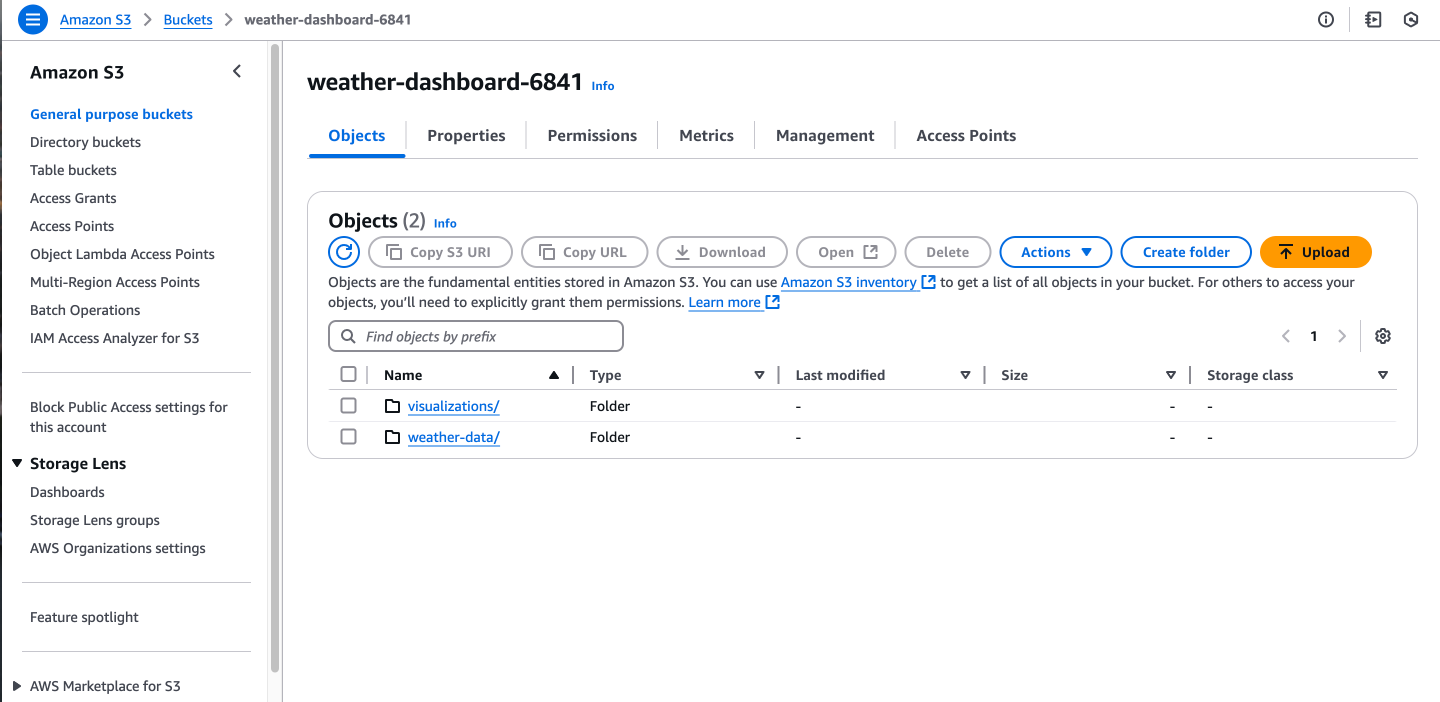 Amazon S3 > Buckets > weather-dashboard-6841
Amazon S3
General purpose buckets
Directory buckets
Table buckets
Access Grants
Access Points
Object Lambda Access Points
Multi-Region Access Points
Batch Operations
IAM Access Analyzer for S3
Block Public Access settings for
this account
Storage Lens
Dashboards
Storage Lens groups
AWS Organizations settings
Feature spotlight
AWS Marketplace for S3
weather-dashboard-6841 Info
Objects Properties Permissions Metrics Management Access Points
Objects (2) Info
Copy S3 URI Copy URL Download Open Delete Actions Create folder Upload
Objects are the fundamental entities stored in Amazon S3. You can use Amazon S3 inventory to get a list of all objects in your bucket. For others to access your
objects, you’ll need to explicitly grant them permissions. Learn more
Find objects by prefix 1
Name Type Last modified Size Storage class
visualizations/ Folder - - -
weather-data/ Folder - - -